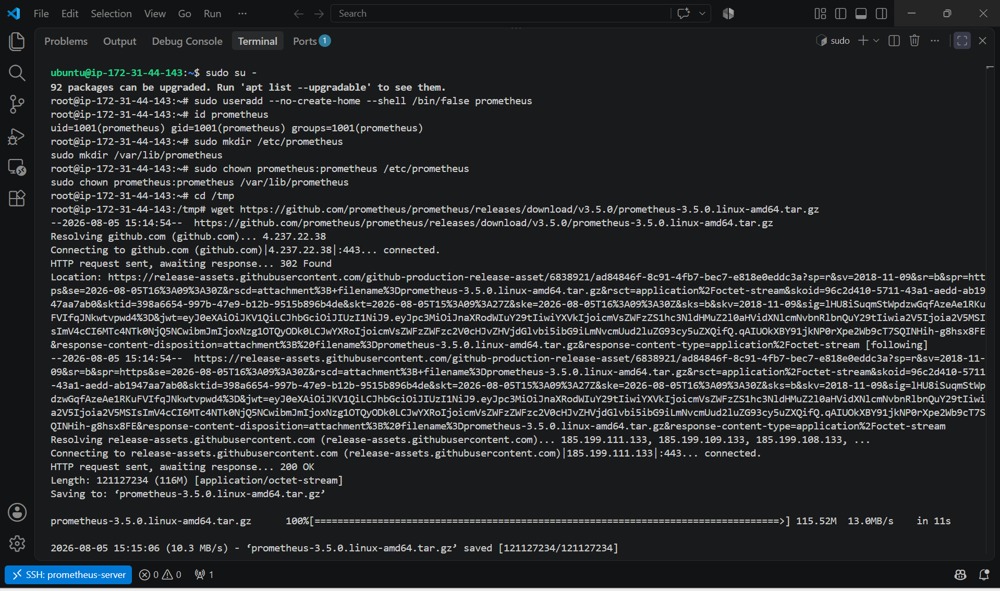 File Edit Selection View Go Run ··· Search
Problems Output Debug Console Terminal Ports 1 sudo
ubuntu@ip-172-31-44-143:~$ sudo su -
92 packages can be upgraded. Run 'apt list --upgradable' to see them.
root@ip-172-31-44-143:~# sudo useradd --no-create-home --shell /bin/false prometheus
root@ip-172-31-44-143:~# id prometheus
uid=1001(prometheus) gid=1001(prometheus) groups=1001(prometheus)
root@ip-172-31-44-143:~# sudo mkdir /etc/prometheus
sudo mkdir /var/lib/prometheus
root@ip-172-31-44-143:~# sudo chown prometheus:prometheus /etc/prometheus
sudo chown prometheus:prometheus /var/lib/prometheus
root@ip-172-31-44-143:~# cd /tmp
root@ip-172-31-44-143:/tmp# wget https://github.com/prometheus/prometheus/releases/download/v3.5.0/prometheus-3.5.0.linux-amd64.tar.gz
--2026-08-05 15:14:54--  https://github.com/prometheus/prometheus/releases/download/v3.5.0/prometheus-3.5.0.linux-amd64.tar.gz
Resolving github.com (github.com)... 4.237.22.38
Connecting to github.com (github.com)|4.237.22.38|:443... connected.
HTTP request sent, awaiting response... 302 Found
Location: https://release-assets.githubusercontent.com/github-production-release-asset/6838921/ad84846f-8c91-4fb7-bec7-e818e0eddc3a?sp=r&sv=2018-11-09&sr=b&spr=htt
ps&se=2026-08-05T16%3A09%3A30Z&rscd=attachment%3B+filename%3Dprometheus-3.5.0.linux-amd64.tar.gz&rsct=application%2Foctet-stream&skoid=96c2d410-5711-43a1-aedd-ab19
47aa7ab0&sktid=398a6654-997b-47e9-b12b-9515b896b4de&skt=2026-08-05T15%3A09%3A27Z&ske=2026-08-05T16%3A09%3A30Z&sks=b&skv=2018-11-09&sig=lHU8iSuqmStWpdzwGqfAzeAe1RKu
FVIfqJNkwtvpwd4%3D&jwt=eyJ0eXAiOiJKV1QiLCJhbGciOiJIUzI1NiJ9.eyJpc3MiOiJnaXRodWIuY29tIiwiYXVkIjoicmVsZWFzZS1hc3NldHMuZ2l0aHVidXNlcmNvbnRlbnQuY29tIiwia2V5Ijoia2V5MSI
sImV4cCI6MTc4NTk0NjQ5NCwibmJmIjoxNzg1OTQyODk0LCJwYXRoIjoicmVsZWFzZWFzc2V0cHJvZHVjdGlvbi5ibG9iLmNvcmUud2luZG93cy5uZXQifQ.qAIUOkXBY91jkNP0rXpe2Wb9cT7SQINHih-g8hsx8FE
&response-content-disposition=attachment%3B%20filename%3Dprometheus-3.5.0.linux-amd64.tar.gz&response-content-type=application%2Foctet-stream [following]
--2026-08-05 15:14:54--  https://release-assets.githubusercontent.com/github-production-release-asset/6838921/ad84846f-8c91-4fb7-bec7-e818e0eddc3a?sp=r&sv=2018-11-
09&sr=b&spr=https&se=2026-08-05T16%3A09%3A30Z&rscd=attachment%3B+filename%3Dprometheus-3.5.0.linux-amd64.tar.gz&rsct=application%2Foctet-stream&skoid=96c2d410-5711
-43a1-aedd-ab1947aa7ab0&sktid=398a6654-997b-47e9-b12b-9515b896b4de&skt=2026-08-05T15%3A09%3A27Z&ske=2026-08-05T16%3A09%3A30Z&sks=b&skv=2018-11-09&sig=lHU8iSuqmStWp
dzwGqfAzeAe1RKuFVIfqJNkwtvpwd4%3D&jwt=eyJ0eXAiOiJKV1QiLCJhbGciOiJIUzI1NiJ9.eyJpc3MiOiJnaXRodWIuY29tIiwiYXVkIjoicmVsZWFzZS1hc3NldHMuZ2l0aHVidXNlcmNvbnRlbnQuY29tIiwi
a2V5Ijoia2V5MSIsImV4cCI6MTc4NTk0NjQ5NCwibmJmIjoxNzg1OTQyODk0LCJwYXRoIjoicmVsZWFzZWFzc2V0cHJvZHVjdGlvbi5ibG9iLmNvcmUud2luZG93cy5uZXQifQ.qAIUOkXBY91jkNP0rXpe2Wb9cT7S
QINHih-g8hsx8FE&response-content-disposition=attachment%3B%20filename%3Dprometheus-3.5.0.linux-amd64.tar.gz&response-content-type=application%2Foctet-stream
Resolving release-assets.githubusercontent.com (release-assets.githubusercontent.com)... 185.199.111.133, 185.199.109.133, 185.199.108.133, ...
Connecting to release-assets.githubusercontent.com (release-assets.githubusercontent.com)|185.199.111.133|:443... connected.
HTTP request sent, awaiting response... 200 OK
Length: 121127234 (116M) [application/octet-stream]
Saving to: ‘prometheus-3.5.0.linux-amd64.tar.gz’
prometheus-3.5.0.linux-amd64.tar.gz      100%[=================================================================================>] 115.52M  13.0MB/s    in 11s
2026-08-05 15:15:06 (10.3 MB/s) - ‘prometheus-3.5.0.linux-amd64.tar.gz’ saved [121127234/121127234]
SSH: prometheus-server 0 0 1